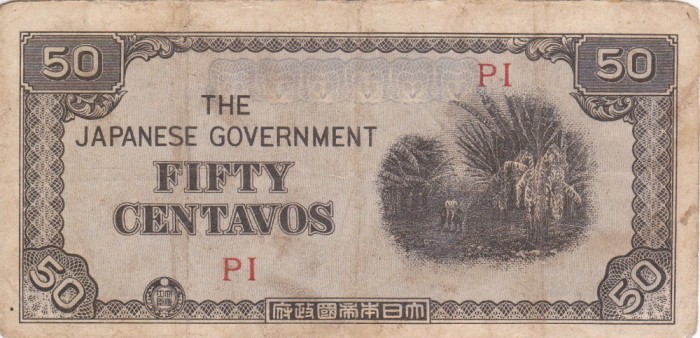 50 50
PI
THE
JAPANESE GOVERNMENT
FIFTY
CENTAVOS
PI
50 50
府政國帝本日大